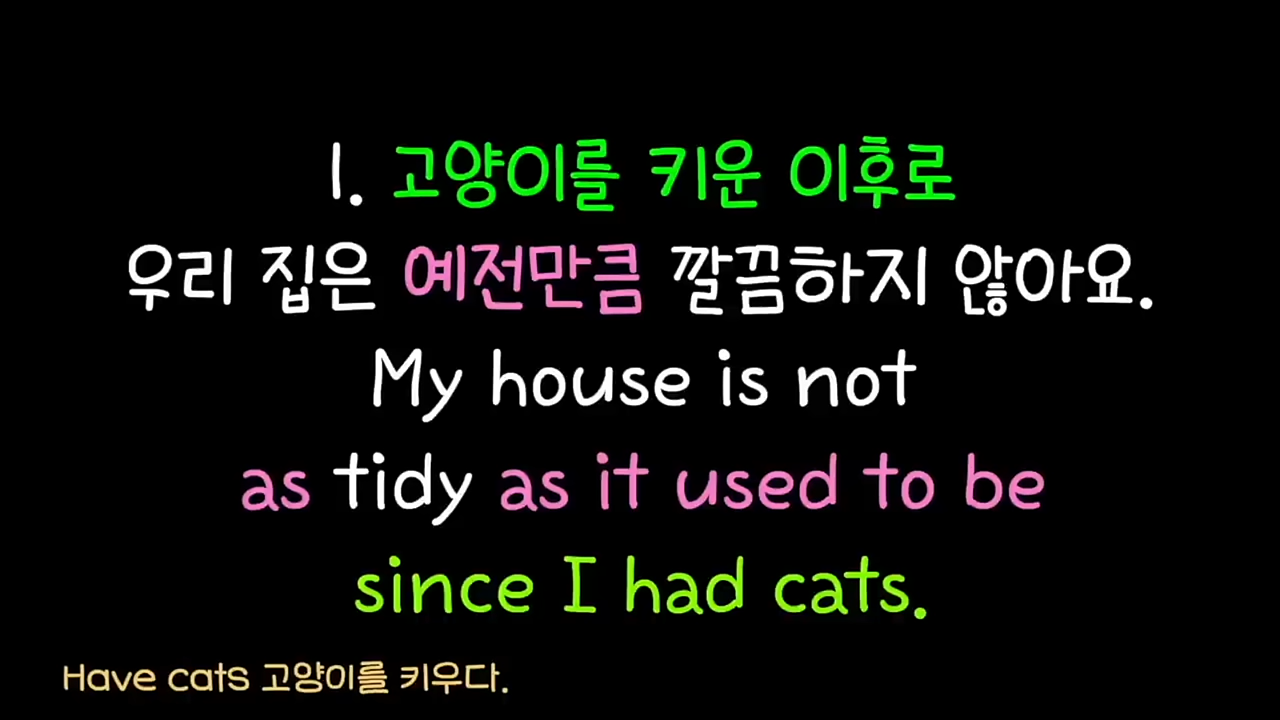 1. 고양이를 키운 이후로
우리 집은 예전만큼 깔끔하지 않아요.
My house is not
as tidy as it used to be
since I had cats.
Have cats 고양이를 키우다.